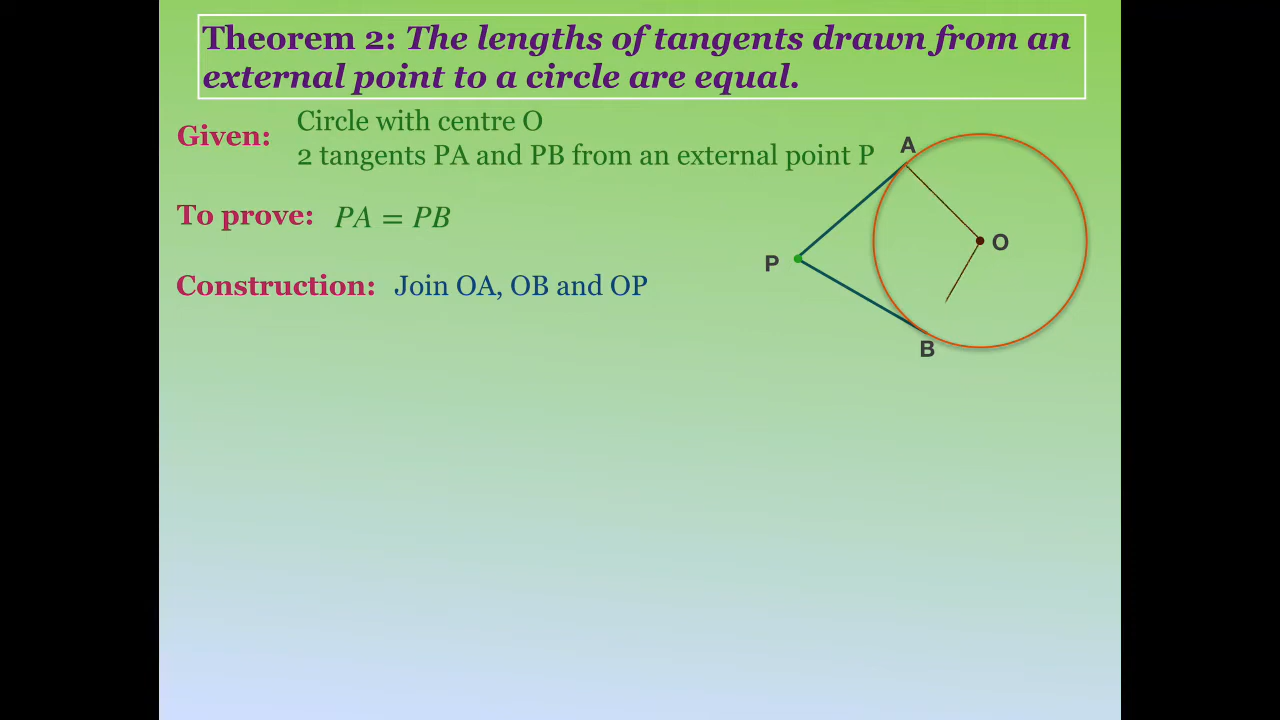 Theorem 2: The lengths of tangents drawn from an
external point to a circle are equal.
Given:
Circle with centre O
2 tangents PA and PB from an external point P
To prove: PA = PB
Construction: Join OA, OB and OP
A
O
P
B